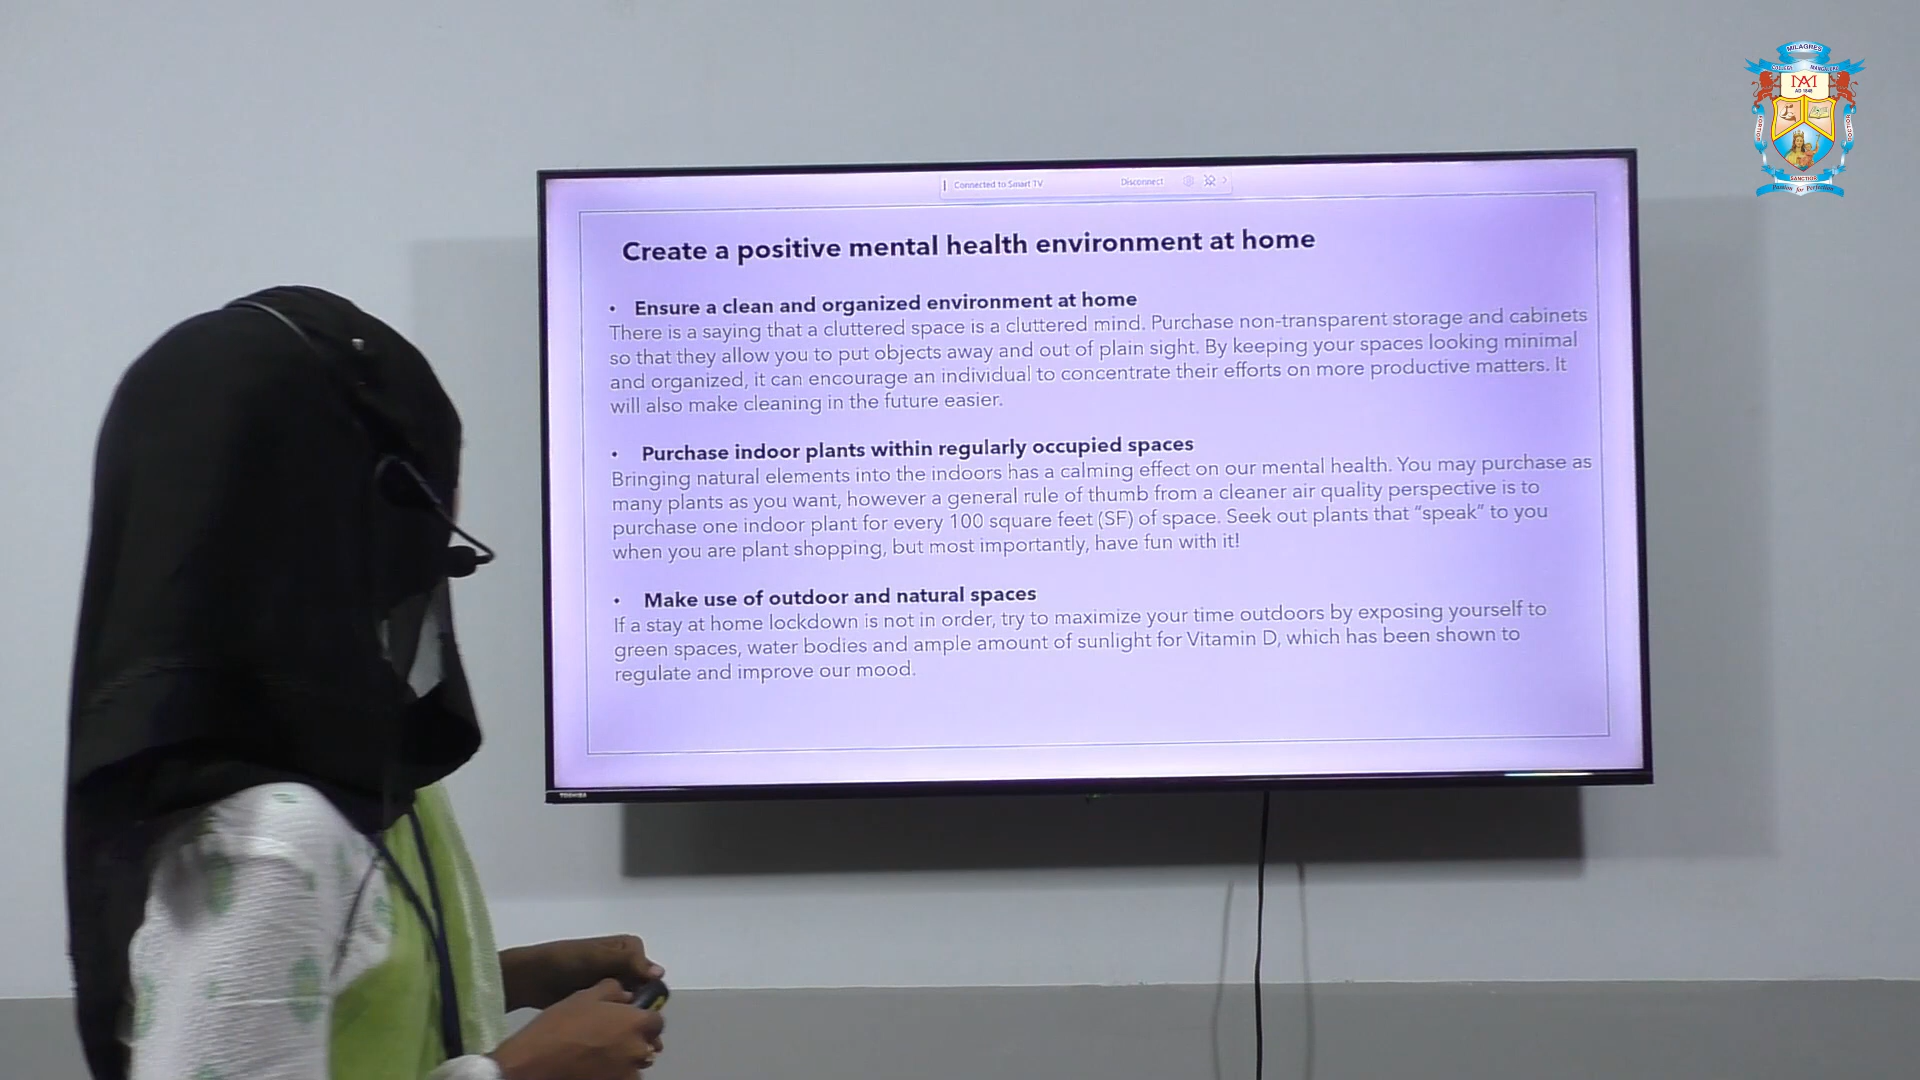 MILAGRES
COLLEGE MANGALORE
AD 1848
FORTIOR
DOCTIOR
SANCTIOR
Passion for Perfection
Connected to Smart TV Disconnect
Create a positive mental health environment at home
• Ensure a clean and organized environment at home
There is a saying that a cluttered space is a cluttered mind. Purchase non-transparent storage and cabinets
so that they allow you to put objects away and out of plain sight. By keeping your spaces looking minimal
and organized, it can encourage an individual to concentrate their efforts on more productive matters. It
will also make cleaning in the future easier.
• Purchase indoor plants within regularly occupied spaces
Bringing natural elements into the indoors has a calming effect on our mental health. You may purchase as
many plants as you want, however a general rule of thumb from a cleaner air quality perspective is to
purchase one indoor plant for every 100 square feet (SF) of space. Seek out plants that “speak” to you
when you are plant shopping, but most importantly, have fun with it!
• Make use of outdoor and natural spaces
If a stay at home lockdown is not in order, try to maximize your time outdoors by exposing yourself to
green spaces, water bodies and ample amount of sunlight for Vitamin D, which has been shown to
regulate and improve our mood.
TOSHIBA